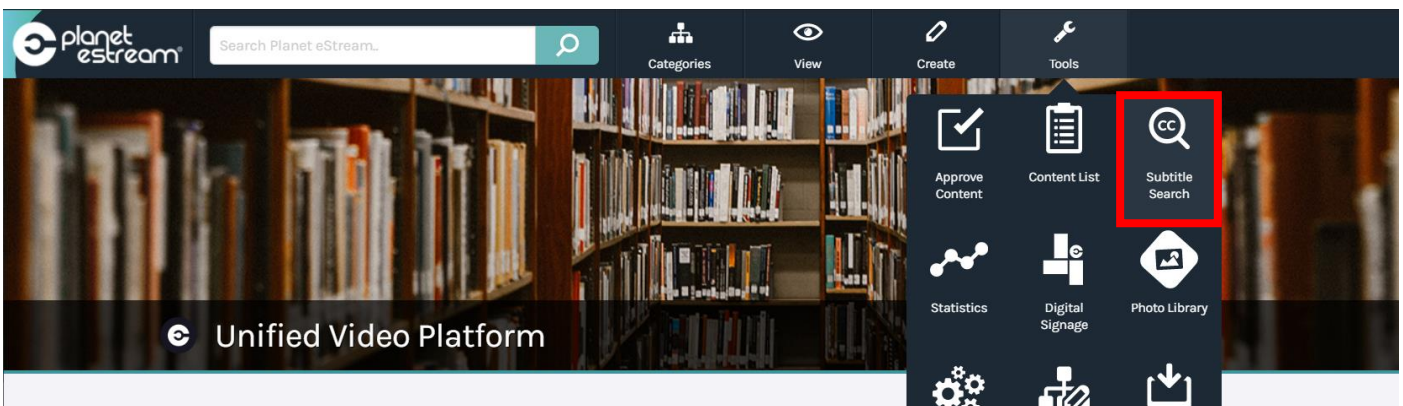 planet
estream
Search Planet eStream..
Categories
View
Create
Tools
Approve
Content
Content List
CC
Subtitle
Search
Statistics
Digital
Signage
Photo Library
Unified Video Platform